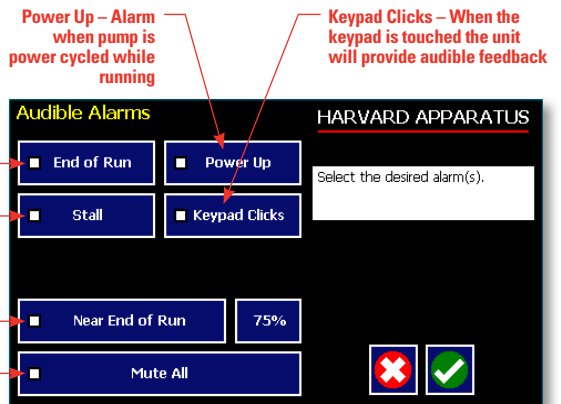 Power Up – Alarm
when pump is
power cycled while
running
Keypad Clicks – When the
keypad is touched the unit
will provide audible feedback
Audible Alarms
HARVARD APPARATUS
End of Run
Power Up
Select the desired alarm(s).
Stall
Keypad Clicks
Near End of Run
75%
Mute All